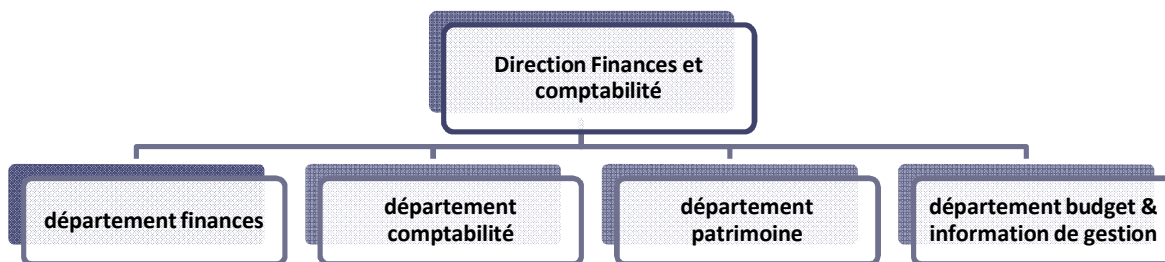 Direction Finances et
comptabilité
département finances
département
comptabilité
département
patrimoine
département budget &
information de gestion